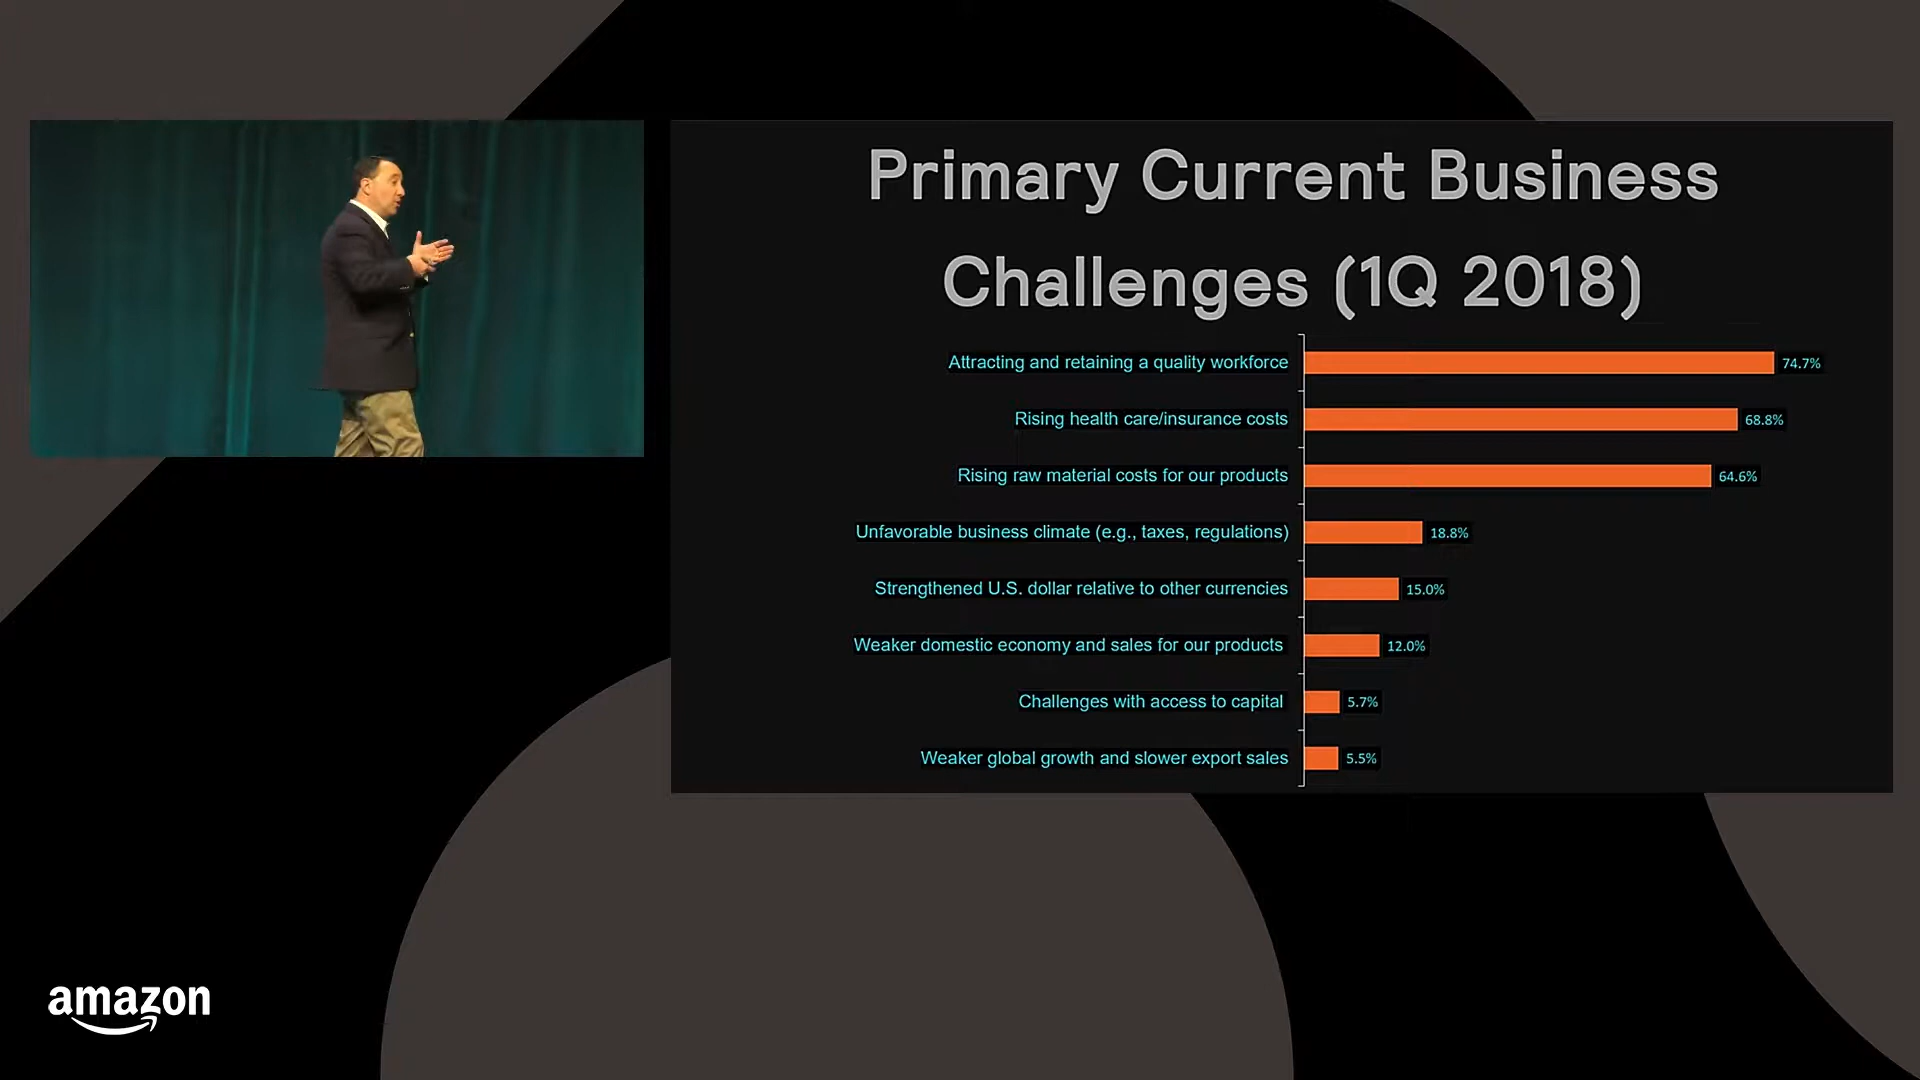 Primary Current Business
Challenges (1Q 2018)
Attracting and retaining a quality workforce 74.7%
Rising health care/insurance costs 68.8%
Rising raw material costs for our products 64.6%
Unfavorable business climate (e.g., taxes, regulations) 18.8%
Strengthened U.S. dollar relative to other currencies 15.0%
Weaker domestic economy and sales for our products 12.0%
Challenges with access to capital 5.7%
Weaker global growth and slower export sales 5.5%
amazon